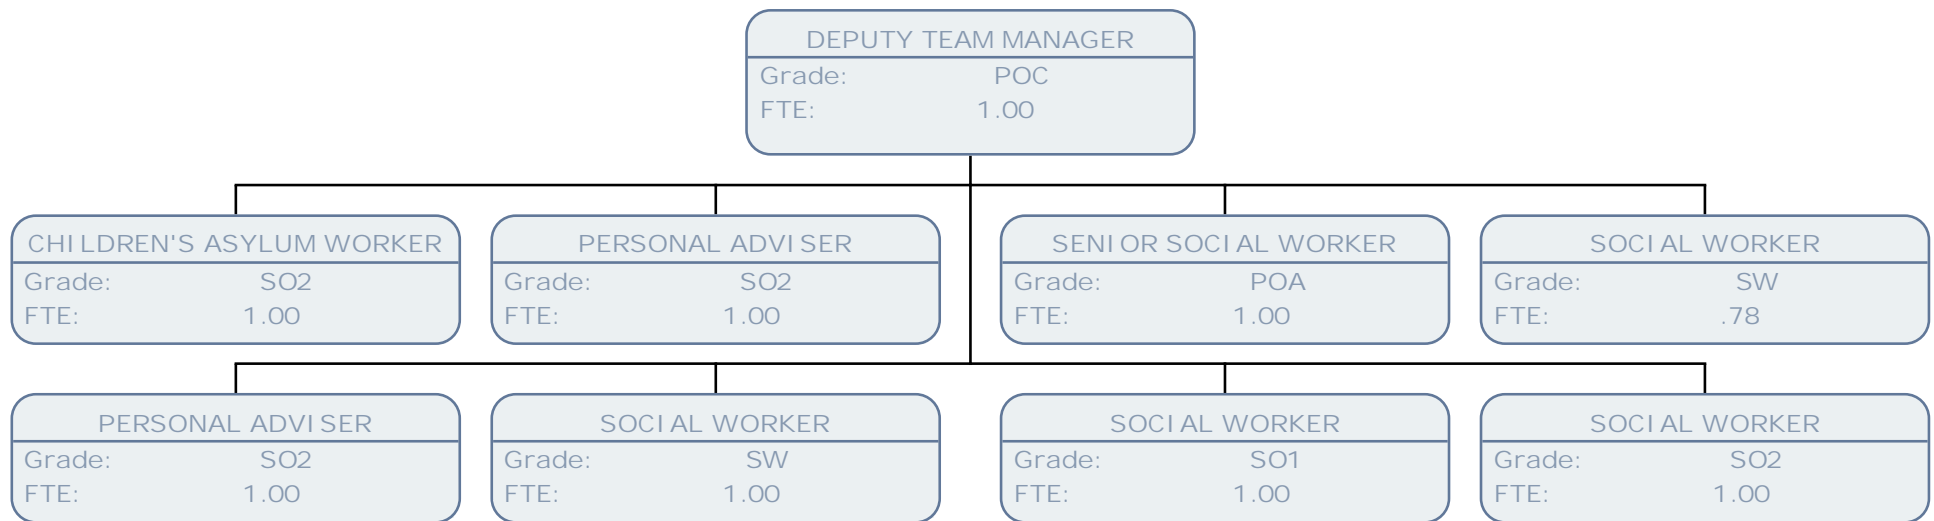 DEPUTY TEAM MANAGER
Grade: POC
FTE: 1.00
CHILDREN'S ASYLUM WORKER
Grade: SO2
FTE: 1.00
PERSONAL ADVISER
Grade: SO2
FTE: 1.00
SENIOR SOCIAL WORKER
Grade: POA
FTE: 1.00
SOCIAL WORKER
Grade: SW
FTE: .78
PERSONAL ADVISER
Grade: SO2
FTE: 1.00
SOCIAL WORKER
Grade: SW
FTE: 1.00
SOCIAL WORKER
Grade: SO1
FTE: 1.00
SOCIAL WORKER
Grade: SO2
FTE: 1.00